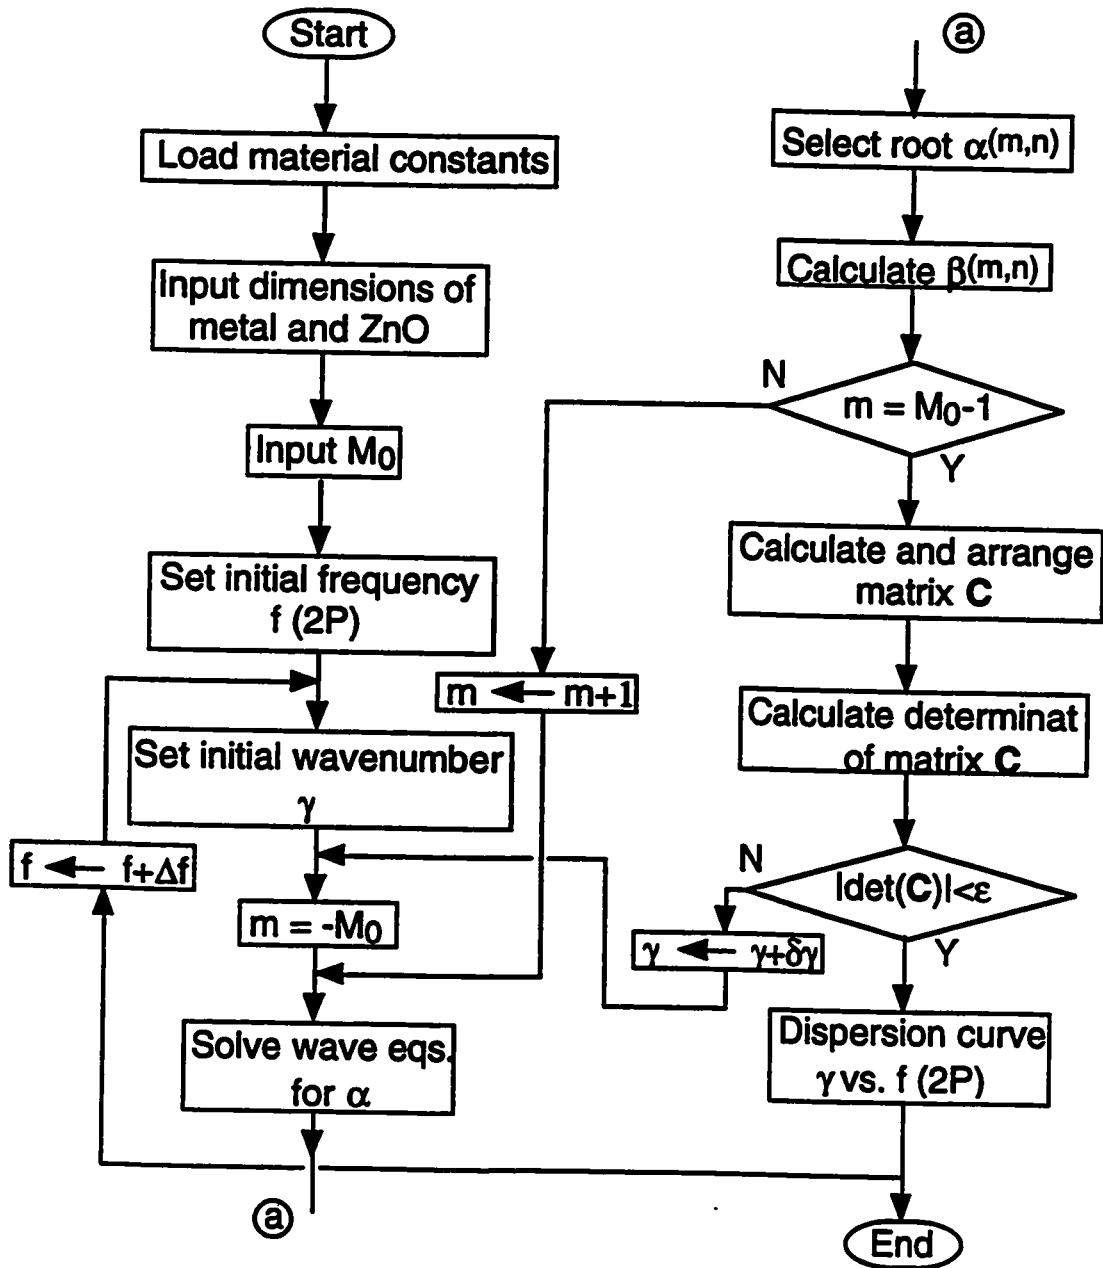 Start
Load material constants
Input dimensions of
metal and ZnO
Input M₀
Set initial frequency
f (2P)
Set initial wavenumber
γ
f ← f+Δf
m = -M₀
Solve wave eqs.
for α
a
m ← m+1
a
Select root α(m,n)
Calculate β(m,n)
N
m = M₀-1
Y
Calculate and arrange
matrix C
Calculate determinat
of matrix C
N
|det(C)|<ε
Y
γ ← γ+δγ
Dispersion curve
γ vs. f (2P)
End